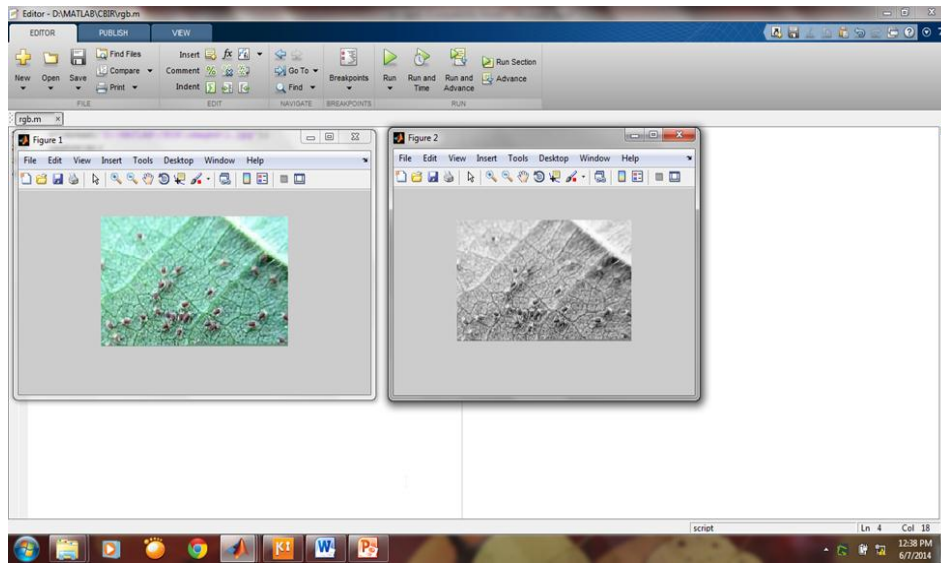 Editor - D:\MATLAB\CBIR\rgb.m
EDITOR PUBLISH VIEW
New Open Save Find Files Compare Print
Insert Comment Indent
Go To Find
Breakpoints
Run Run and Time Run and Advance Run Section Advance
FILE EDIT NAVIGATE BREAKPOINTS RUN
rgb.m ×
Figure 1
File Edit View Insert Tools Desktop Window Help
Figure 2
File Edit View Insert Tools Desktop Window Help
script Ln 4 Col 18
12:38 PM
6/7/2014